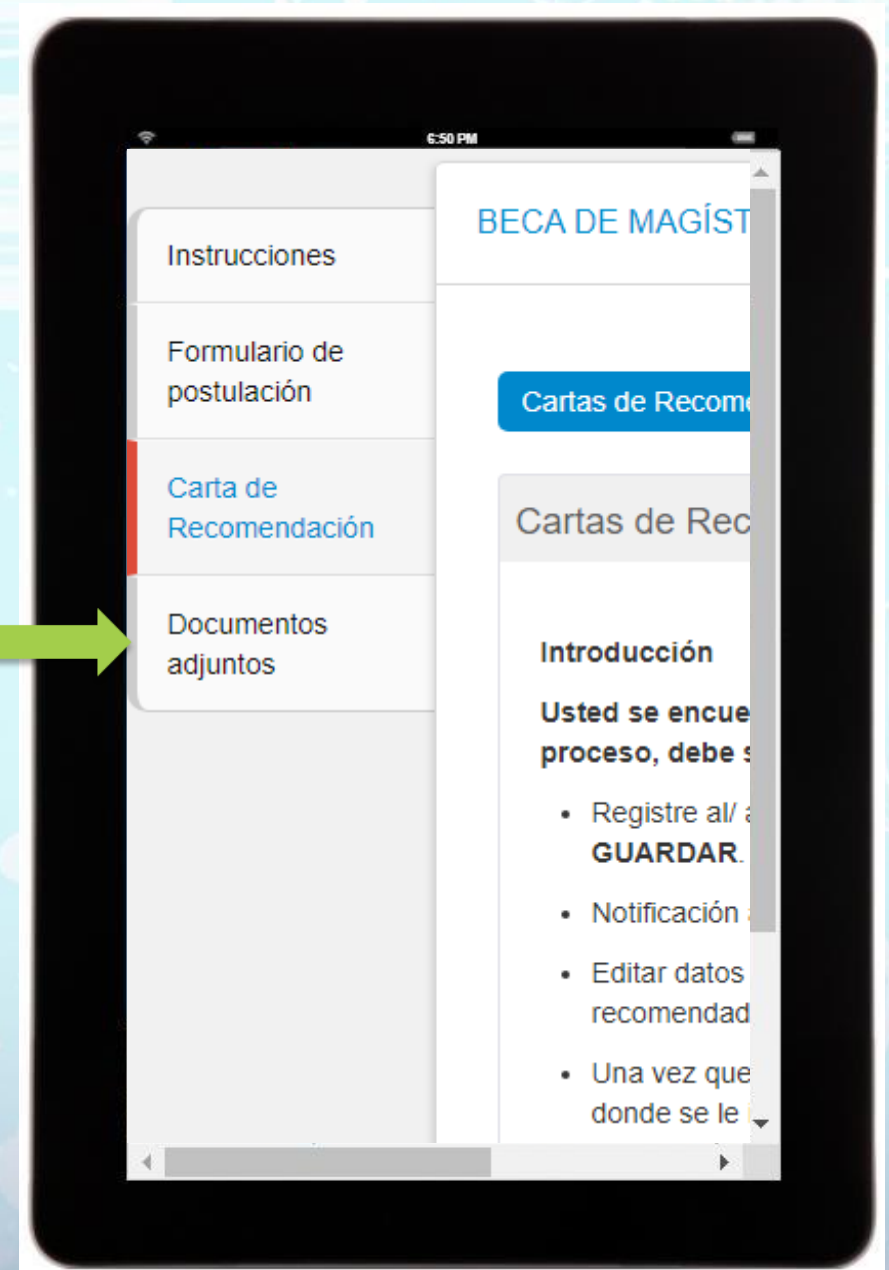 6:50 PM
Instrucciones
Formulario de
postulación
Carta de
Recomendación
Documentos
adjuntos
BECA DE MAGÍST
Cartas de Recome
Cartas de Rec
Introducción
Usted se encue
proceso, debe s
• Registre al/ a
GUARDAR.
• Notificación a
• Editar datos
recomendad
• Una vez que
donde se le